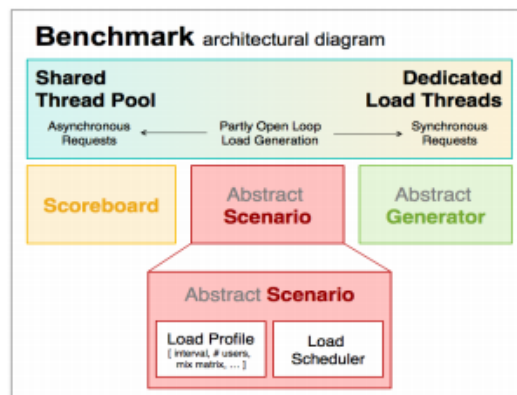 Benchmark architectural diagram
Shared
Thread Pool
Dedicated
Load Threads
Asynchronous
Requests
Partly Open Loop
Load Generation
Synchronous
Requests
Scoreboard
Abstract
Scenario
Abstract
Generator
Abstract Scenario
Load Profile
[ interval, # users,
mix matrix, ... ]
Load
Scheduler